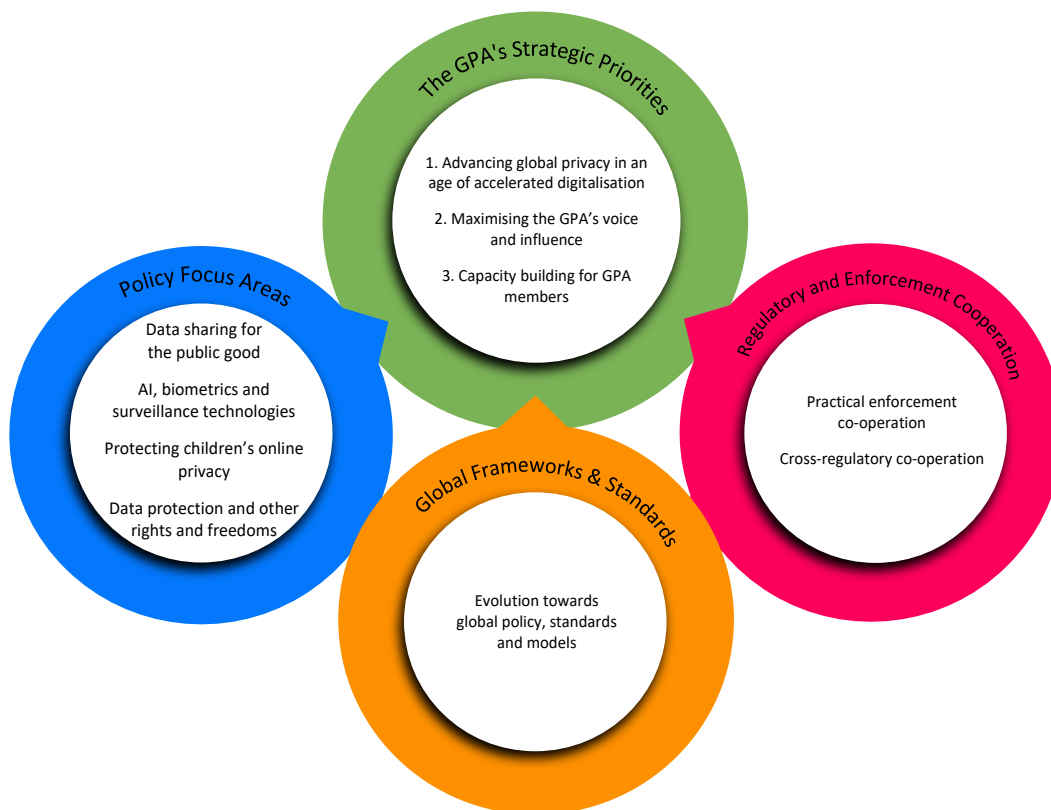 The GPA's Strategic Priorities
1. Advancing global privacy in an
age of accelerated digitalisation
2. Maximising the GPA’s voice
and influence
3. Capacity building for GPA
members
Policy Focus Areas
Data sharing for
the public good
AI, biometrics and
surveillance technologies
Protecting children’s online
privacy
Data protection and other
rights and freedoms
Global Frameworks & Standards
Evolution towards
global policy, standards
and models
Regulatory and Enforcement Cooperation
Practical enforcement
co-operation
Cross-regulatory co-operation